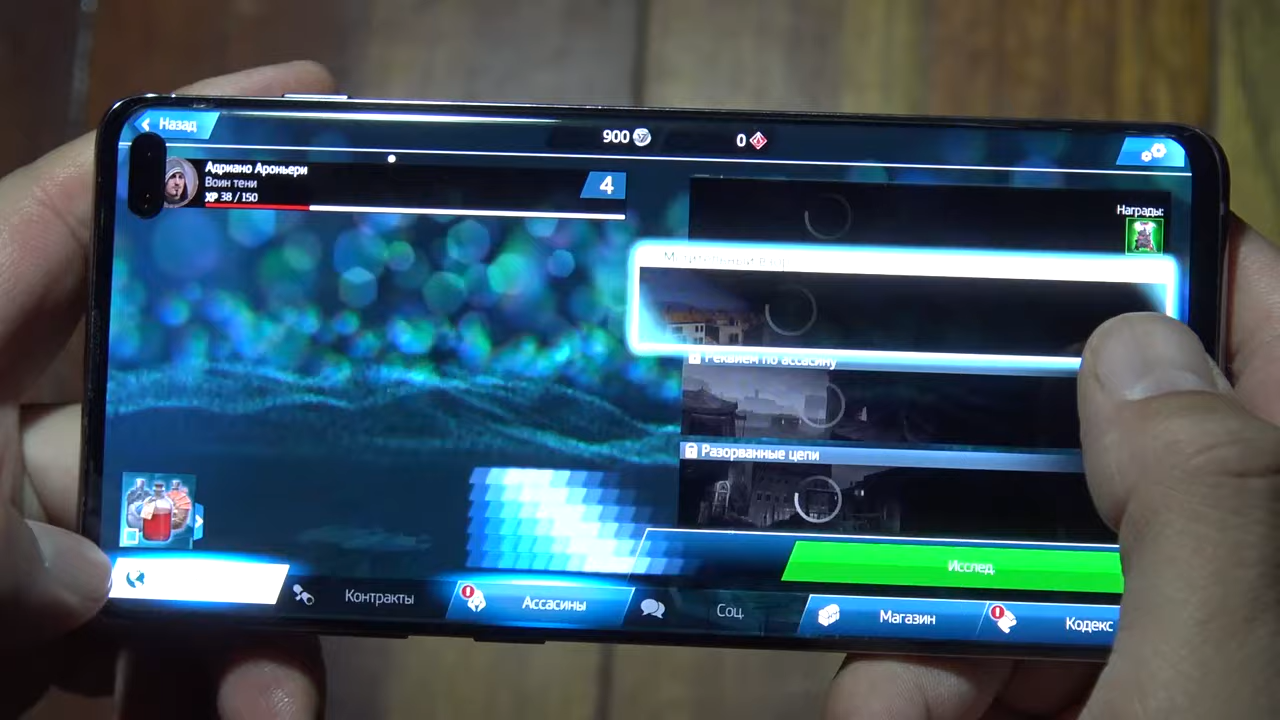 Назад
900
0
Адриано Ароньери
Воин тени
XP 38 / 150
4
Награды:
Реквием по ассасину
Разорванные цепи
Исслед.
Контракты
Ассасины
Соц.
Магазин
Кодекс
!
!